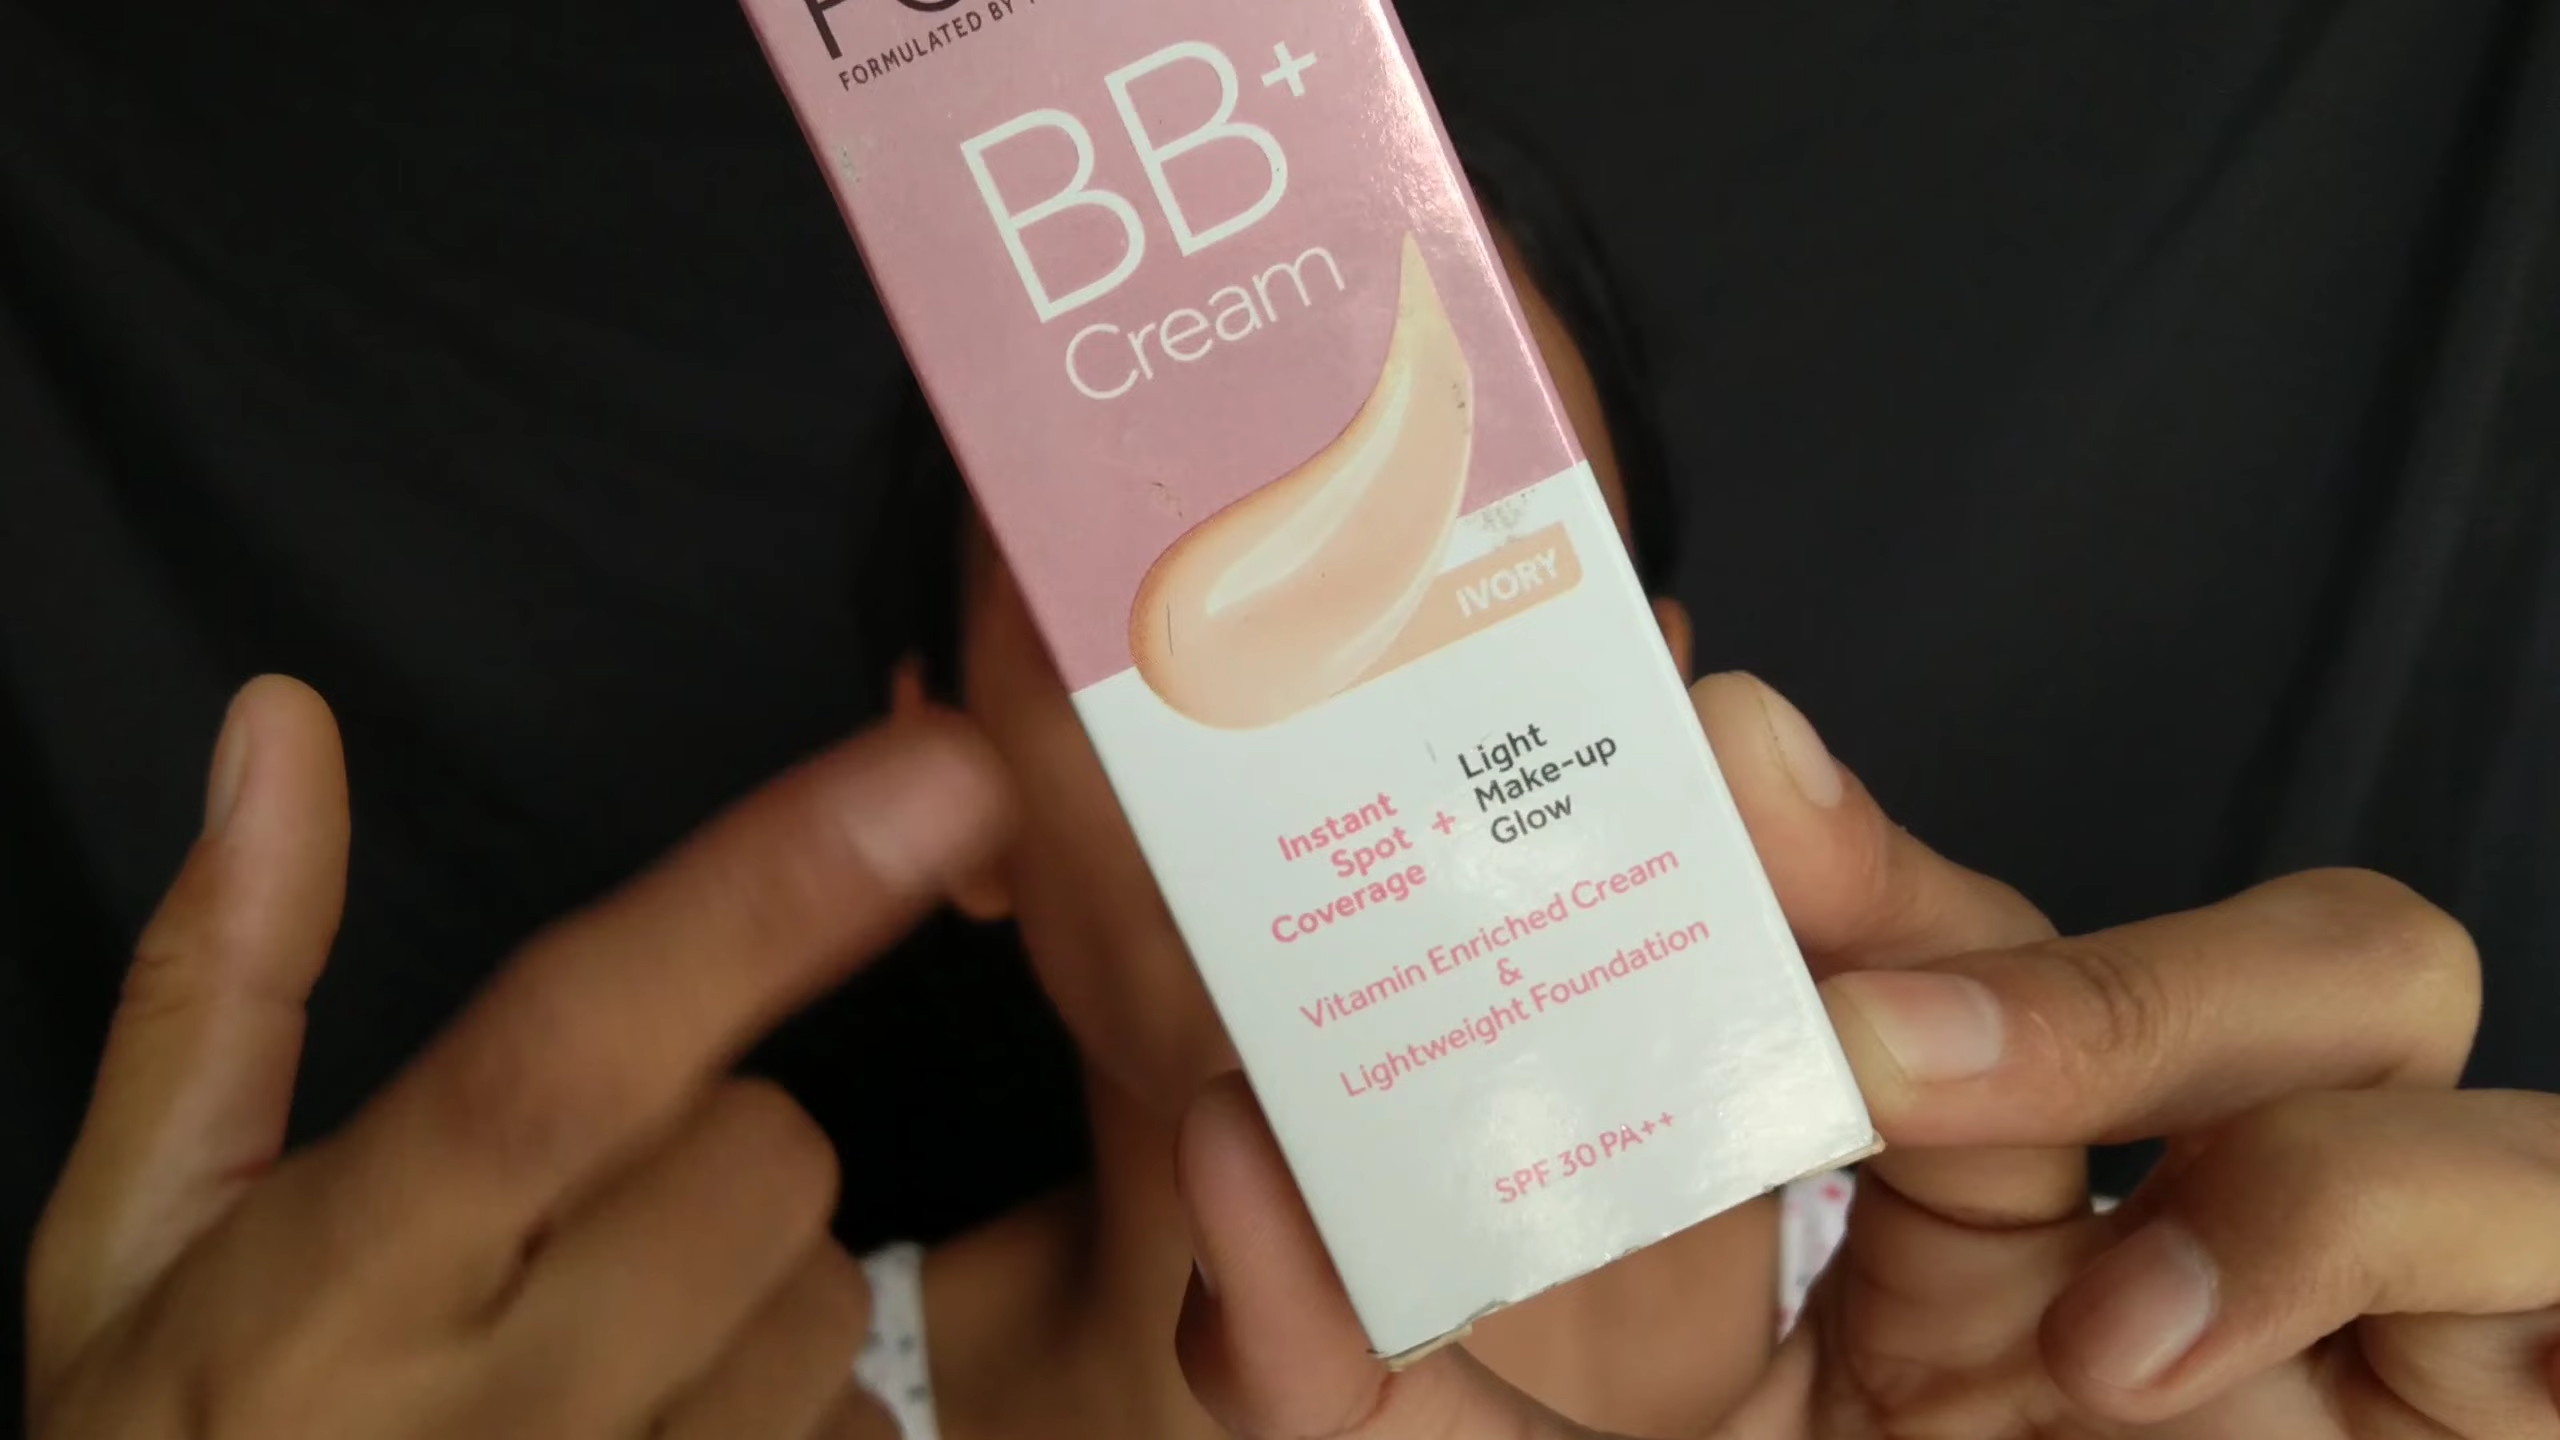 FORMULATED BY
BB+
Cream
IVORY
Instant
Spot
Coverage
+
Light
Make-up
Glow
Vitamin Enriched Cream
&
Lightweight Foundation
SPF 30 PA++